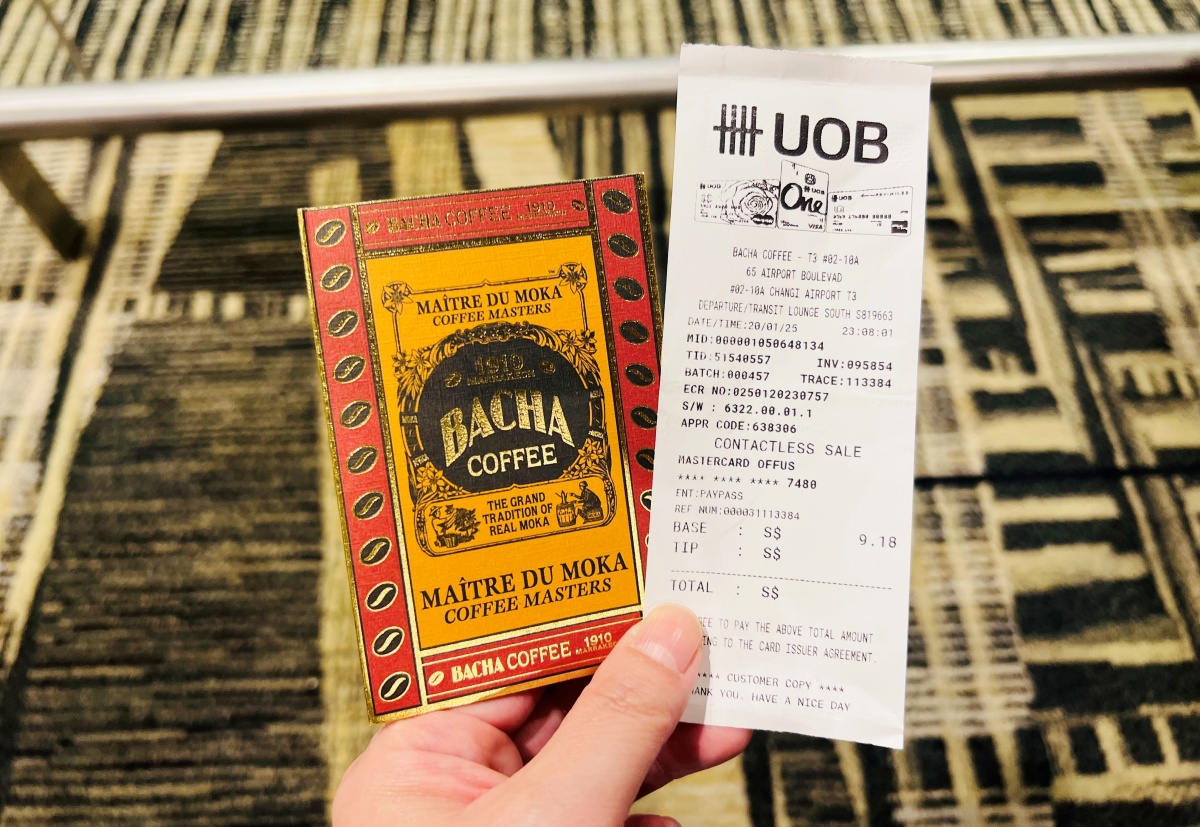 BACHA COFFEE 1910
MAÎTRE DU MOKA
COFFEE MASTERS
1910
MARRAKECH
BACHA
COFFEE
THE GRAND
TRADITION OF
REAL MOKA
MAÎTRE DU MOKA
COFFEE MASTERS
BACHA COFFEE 1910
MARRAKECH
UOB
UOB
UOB
One
VISA
UOB
BACHA COFFEE - T3 #02-10A
65 AIRPORT BOULEVAD
#02-10A CHANGI AIRPORT T3
DEPARTURE/TRANSIT LOUNGE SOUTH S819663
DATE/TIME:20/01/25 23:08:01
MID:000001050648134
TID:51540557 INV:095854
BATCH:000457 TRACE:113384
ECR NO:0250120230757
S/W : 6322.00.01.1
APPR CODE:638306
CONTACTLESS SALE
MASTERCARD OFFUS
**** **** **** 7480
ENT:PAYPASS
REF NUM:000031113384
BASE : S$ 9.18
TIP : S$
TOTAL : S$
TO PAY THE ABOVE TOTAL AMOUNT
TO THE CARD ISSUER AGREEMENT.
**** CUSTOMER COPY ****
YOU. HAVE A NICE DAY